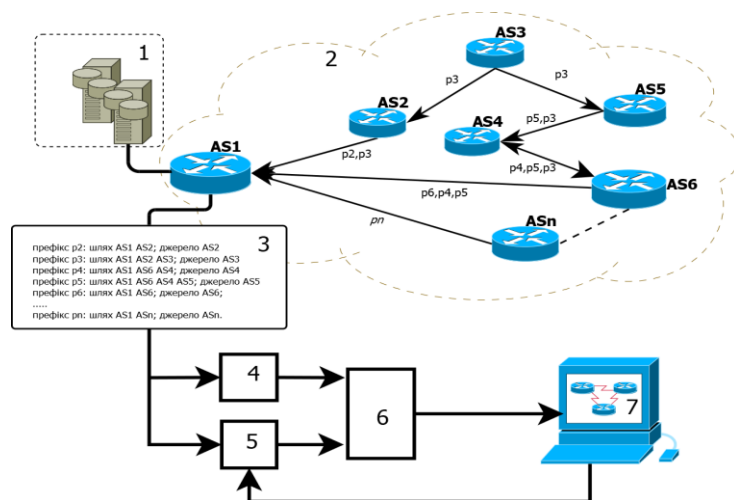 1
2
AS3
p3
p3
AS5
AS2
AS4
p5,p3
AS1
p2,p3
p4,p5,p3
AS6
p6,p4,p5
pn
ASn
3
префікс p2: шлях AS1 AS2; джерело AS2
префікс p3: шлях AS1 AS2 AS3; джерело AS3
префікс p4: шлях AS1 AS6 AS4; джерело AS4
префікс p5: шлях AS1 AS6 AS4 AS5; джерело AS5
префікс p6: шлях AS1 AS6; джерело AS6;
.....
префікс pn: шлях AS1 ASn; джерело ASn.
4
5
6
7